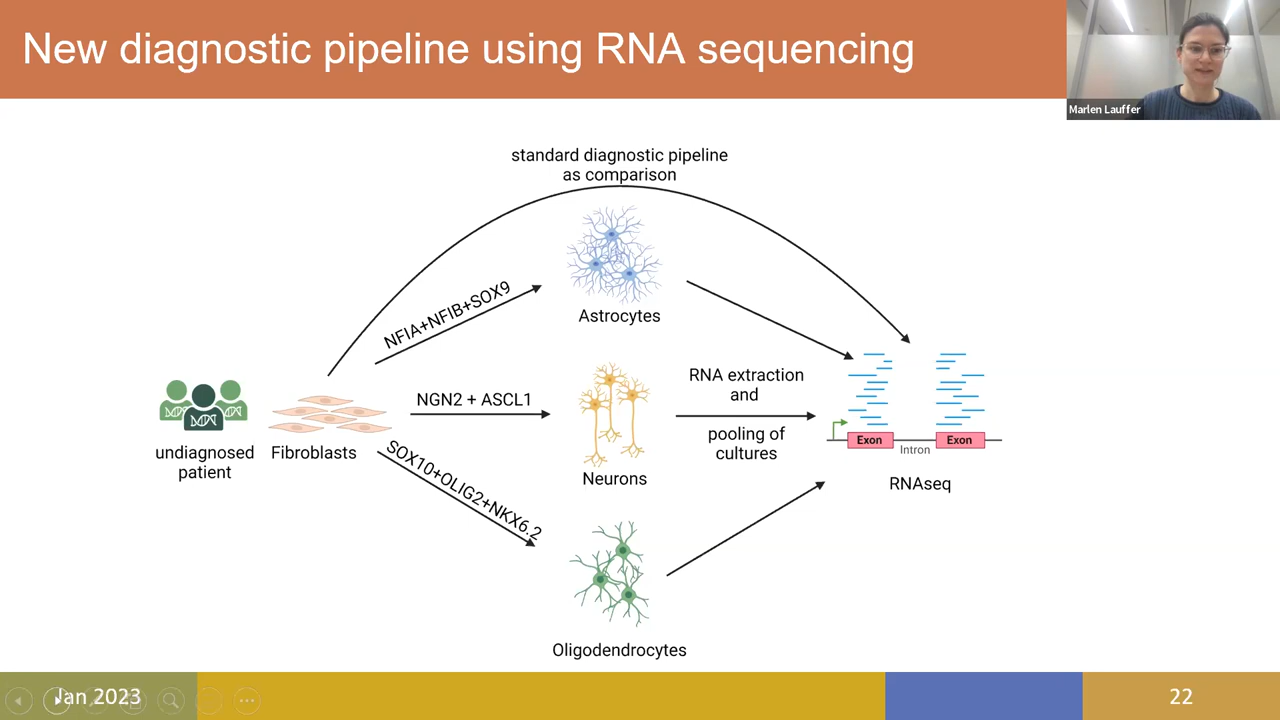 New diagnostic pipeline using RNA sequencing
Marlen Lauffer
standard diagnostic pipeline
as comparison
NFIA+NFIB+SOX9
Astrocytes
undiagnosed
patient
Fibroblasts
NGN2 + ASCL1
Neurons
RNA extraction
and
pooling of
cultures
Exon
Intron
Exon
RNAseq
SOX10+OLIG2+NKX6.2
Oligodendrocytes
Jan 2023
22